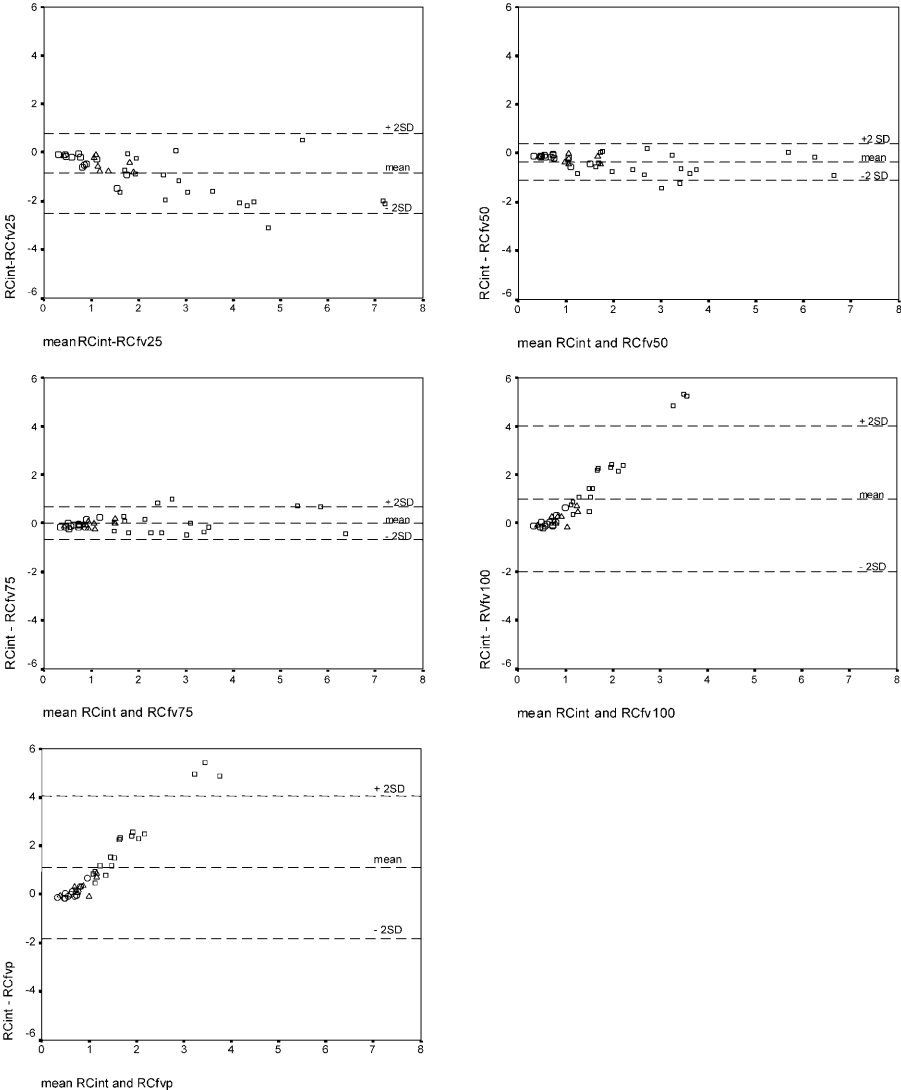 6
4
2
0
-2
-4
-6
+ 2SD
mean
- 2SD
0 1 2 3 4 5 6 7 8
RCint-RCfv25
meanRCint-RCfv25
6
4
2
0
-2
-4
-6
+2 SD
mean
-2 SD
0 1 2 3 4 5 6 7 8
RCint - RCfv50
mean RCint and RCfv50
6
4
2
0
-2
-4
-6
+ 2SD
mean
- 2SD
0 1 2 3 4 5 6 7 8
RCint - RCfv75
mean RCint and RCfv75
6
4
2
0
-2
-4
-6
+ 2SD
mean
- 2SD
0 1 2 3 4 5 6 7 8
RCint - RVfv100
mean RCint and RCfv100
6
4
2
0
-2
-4
-6
+ 2SD
mean
- 2SD
0 1 2 3 4 5 6 7 8
RCint - RCfvp
mean RCint and RCfvp